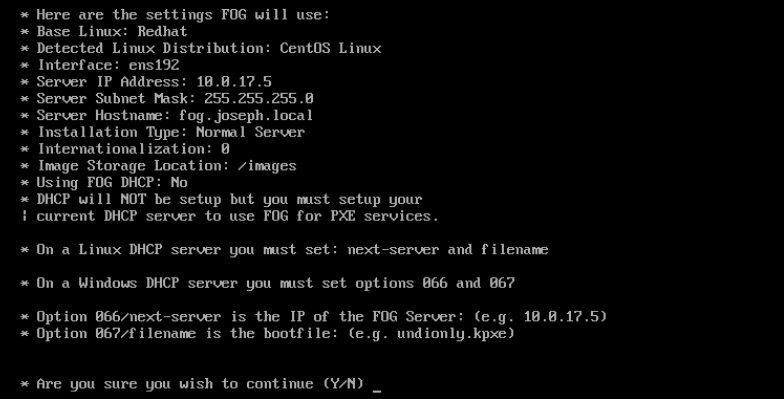 * Here are the settings FOG will use:
* Base Linux: Redhat
* Detected Linux Distribution: CentOS Linux
* Interface: ens192
* Server IP Address: 10.0.17.5
* Server Subnet Mask: 255.255.255.0
* Server Hostname: fog.joseph.local
* Installation Type: Normal Server
* Internationalization: 0
* Image Storage Location: /images
* Using FOG DHCP: No
* DHCP will NOT be setup but you must setup your
| current DHCP server to use FOG for PXE services.
* On a Linux DHCP server you must set: next-server and filename
* On a Windows DHCP server you must set options 066 and 067
* Option 066/next-server is the IP of the FOG Server: (e.g. 10.0.17.5)
* Option 067/filename is the bootfile: (e.g. undionly.kpxe)
* Are you sure you wish to continue (Y/N) _